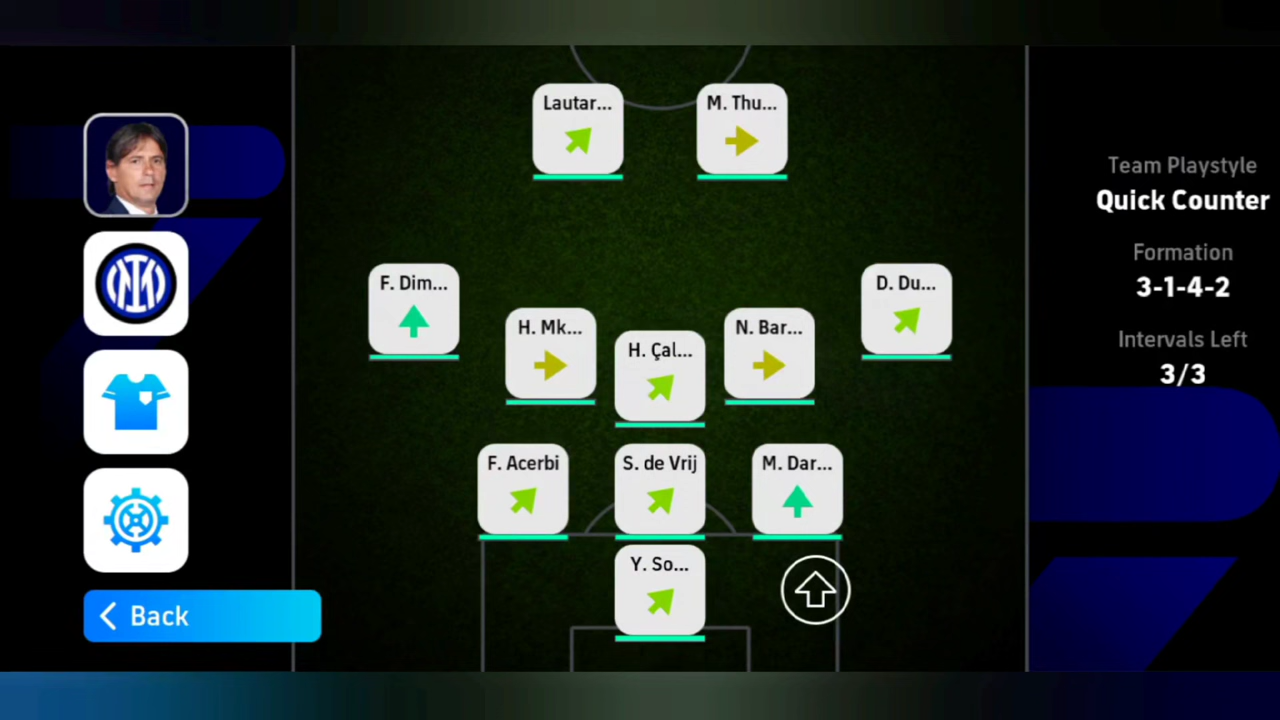 Lautar...
M. Thu...
Team Playstyle
Quick Counter
Formation
3-1-4-2
Intervals Left
3/3
F. Dim...
D. Du...
H. Mk...
N. Bar...
H. Çal...
F. Acerbi
S. de Vrij
M. Dar...
Y. So...
Back